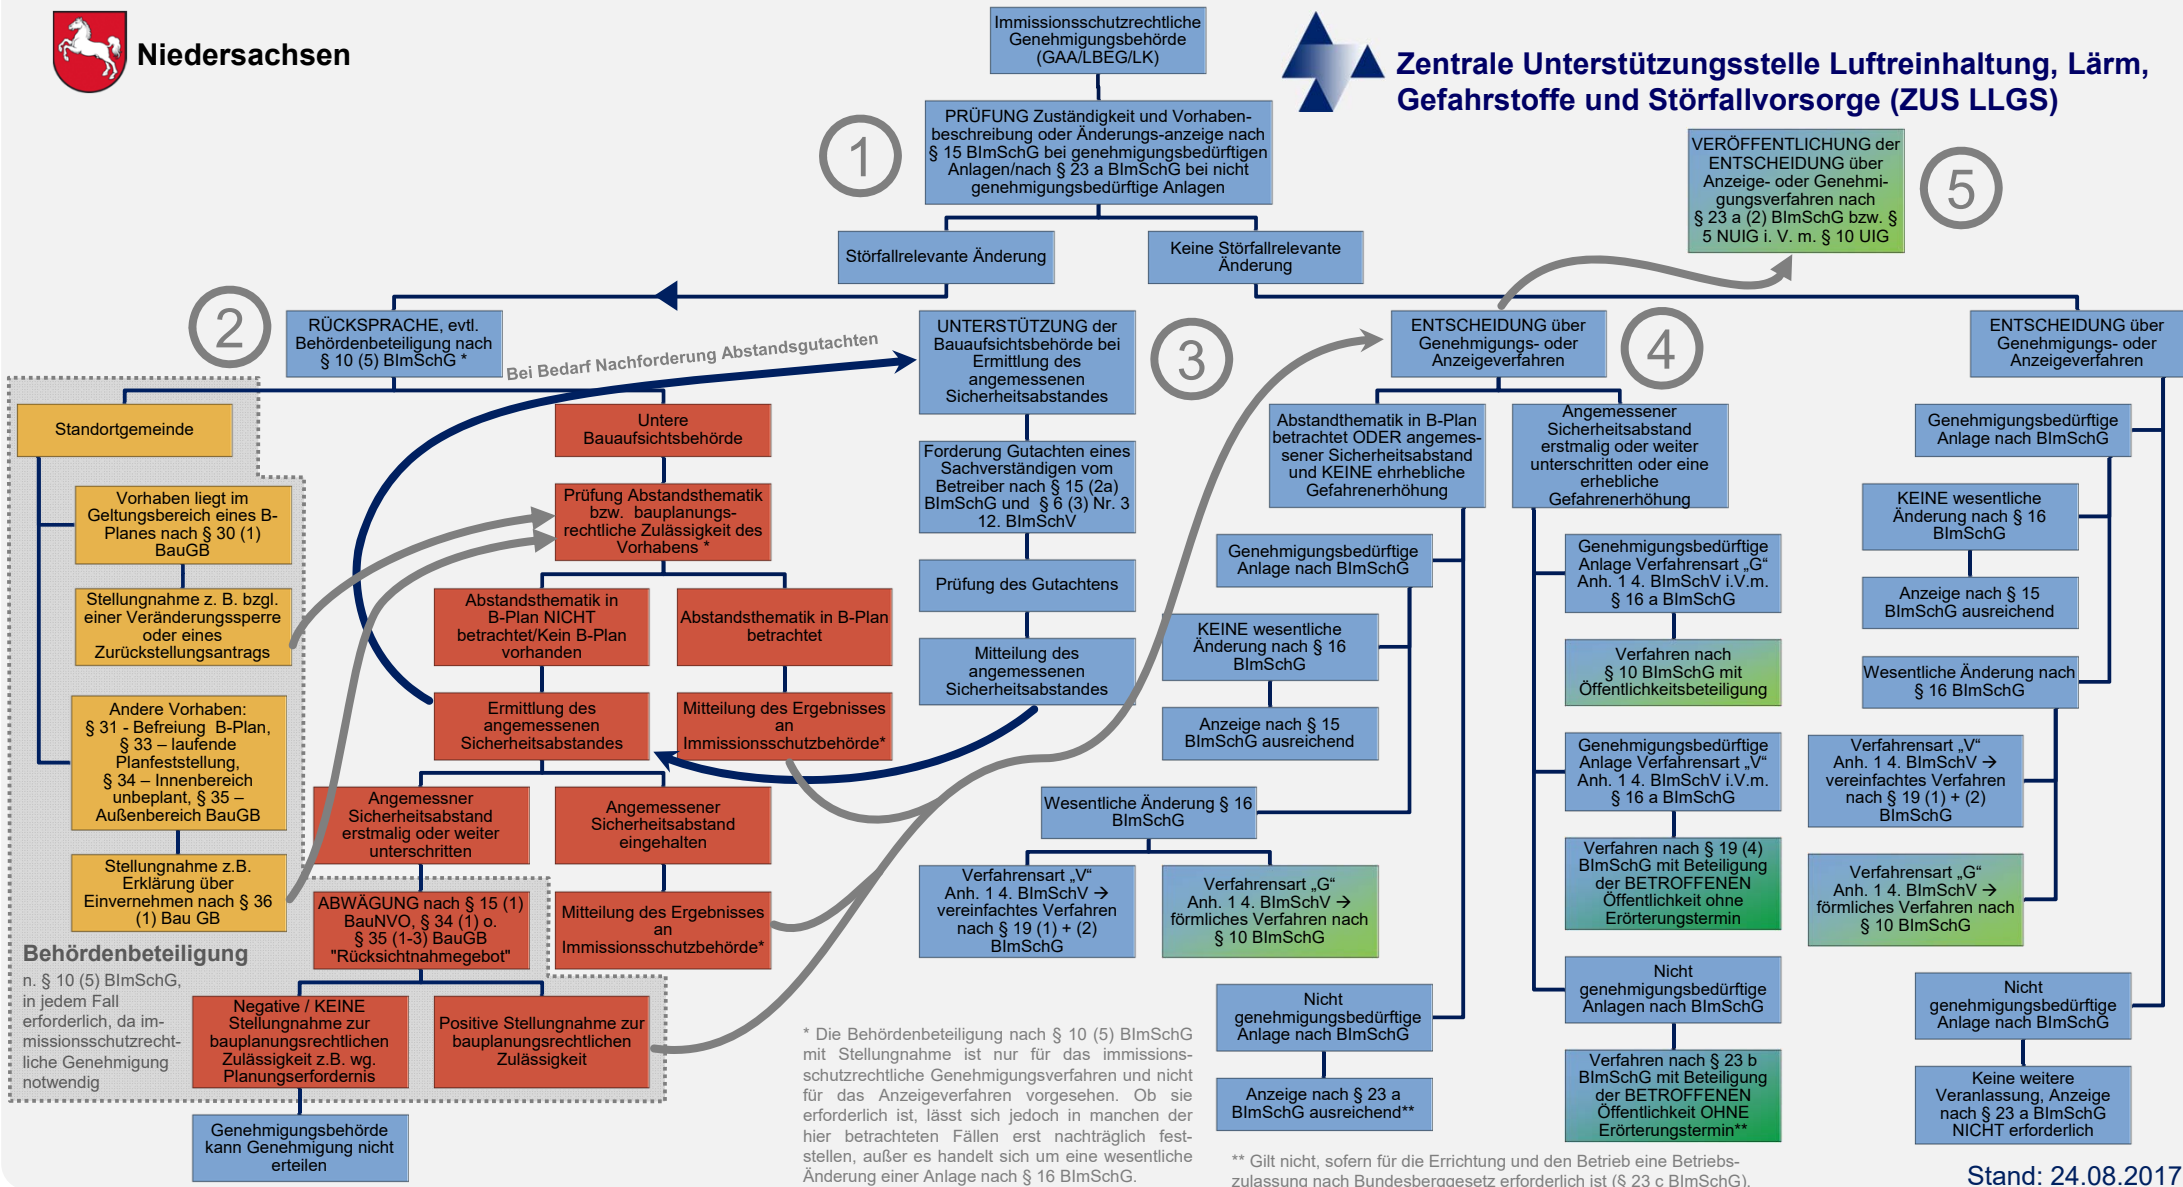 Niedersachsen
Immissionsschutzrechtliche
Genehmigungsbehörde
(GAA/LBEG/LK)
Zentrale Unterstützungsstelle Luftreinhaltung, Lärm,
Gefahrstoffe und Störfallvorsorge (ZUS LLGS)
1
PRÜFUNG Zuständigkeit und Vorhaben-
beschreibung oder Änderungs-anzeige nach
§ 15 BImSchG bei genehmigungsbedürftigen
Anlagen/nach § 23 a BImSchG bei nicht
genehmigungsbedürftige Anlagen
VERÖFFENTLICHUNG der
ENTSCHEIDUNG über
Anzeige- oder Genehmi-
gungsverfahren nach
§ 23 a (2) BImSchG bzw. §
5 NUIG i. V. m. § 10 UIG
5
Störfallrelevante Änderung
Keine Störfallrelevante
Änderung
2
RÜCKSPRACHE, evtl.
Behördenbeteiligung nach
§ 10 (5) BImSchG *
Bei Bedarf Nachforderung Abstandsgutachten
Standortgemeinde
Vorhaben liegt im
Geltungsbereich eines B-
Planes nach § 30 (1)
BauGB
Stellungnahme z. B. bzgl.
einer Veränderungssperre
oder eines
Zurückstellungsantrags
Andere Vorhaben:
§ 31 - Befreiung B-Plan,
§ 33 – laufende
Planfeststellung,
§ 34 – Innenbereich
unbeplant, § 35 –
Außenbereich BauGB
Stellungnahme z.B.
Erklärung über
Einvernehmen nach § 36
(1) Bau GB
Behördenbeteiligung
n. § 10 (5) BImSchG,
in jedem Fall
erforderlich, da im-
missionsschutzrecht-
liche Genehmigung
notwendig
Untere
Bauaufsichtsbehörde
Prüfung Abstandsthematik
bzw. bauplanungs-
rechtliche Zulässigkeit des
Vorhabens *
Abstandsthematik in
B-Plan NICHT
betrachtet/Kein B-Plan
vorhanden
Abstandsthematik in B-Plan
betrachtet
Ermittlung des
angemessenen
Sicherheitsabstandes
Mitteilung des Ergebnisses
an
Immissionsschutzbehörde*
Angemessner
Sicherheitsabstand
erstmalig oder weiter
unterschritten
Angemessener
Sicherheitsabstand
eingehalten
ABWÄGUNG nach § 15 (1)
BauNVO, § 34 (1) o.
§ 35 (1-3) BauGB
"Rücksichtnahmegebot"
Mitteilung des Ergebnisses
an
Immissionsschutzbehörde*
Negative / KEINE
Stellungnahme zur
bauplanungsrechtlichen
Zulässigkeit z.B. wg.
Planungserfordernis
Positive Stellungnahme zur
bauplanungsrechtlichen
Zulässigkeit
Genehmigungsbehörde
kann Genehmigung nicht
erteilen
3
UNTERSTÜTZUNG der
Bauaufsichtsbehörde bei
Ermittlung des
angemessenen
Sicherheitsabstandes
Forderung Gutachten eines
Sachverständigen vom
Betreiber nach § 15 (2a)
BImSchG und § 6 (3) Nr. 3
12. BImSchV
Prüfung des Gutachtens
Mitteilung des
angemessenen
Sicherheitsabstandes
4
ENTSCHEIDUNG über
Genehmigungs- oder
Anzeigeverfahren
Abstandthematik in B-Plan
betrachtet ODER angemes-
sener Sicherheitsabstand
und KEINE ehrhebliche
Gefahrenerhöhung
Genehmigungsbedürftige
Anlage nach BImSchG
KEINE wesentliche
Änderung nach § 16
BImSchG
Anzeige nach § 15
BImSchG ausreichend
Wesentliche Änderung § 16
BImSchG
Verfahrensart „V“
Anh. 1 4. BImSchV →
vereinfachtes Verfahren
nach § 19 (1) + (2)
BImSchG
Verfahrensart „G“
Anh. 1 4. BImSchV →
förmliches Verfahren nach
§ 10 BImSchG
Nicht
genehmigungsbedürftige
Anlage nach BImSchG
Anzeige nach § 23 a
BImSchG ausreichend**
Angemessener
Sicherheitsabstand
erstmalig oder weiter
unterschritten oder eine
erhebliche
Gefahrenerhöhung
Genehmigungsbedürftige
Anlage Verfahrensart „G“
Anh. 1 4. BImSchV i.V.m.
§ 16 a BImSchG
Verfahren nach
§ 10 BImSchG mit
Öffentlichkeitsbeteiligung
Genehmigungsbedürftige
Anlage Verfahrensart „V“
Anh. 1 4. BImSchV i.V.m.
§ 16 a BImSchG
Verfahren nach § 19 (4)
BImSchG mit Beteiligung
der BETROFFENEN
Öffentlichkeit ohne
Erörterungstermin
Nicht
genehmigungsbedürftige
Anlagen nach BImSchG
Verfahren nach § 23 b
BImSchG mit Beteiligung
der BETROFFENEN
Öffentlichkeit OHNE
Erörterungstermin**
ENTSCHEIDUNG über
Genehmigungs- oder
Anzeigeverfahren
Genehmigungsbedürftige
Anlage nach BImSchG
KEINE wesentliche
Änderung nach § 16
BImSchG
Anzeige nach § 15
BImSchG ausreichend
Wesentliche Änderung nach
§ 16 BImSchG
Verfahrensart „V“
Anh. 1 4. BImSchV →
vereinfachtes Verfahren
nach § 19 (1) + (2)
BImSchG
Verfahrensart „G“
Anh. 1 4. BImSchV →
förmliches Verfahren nach
§ 10 BImSchG
Nicht
genehmigungsbedürftige
Anlage nach BImSchG
Keine weitere
Veranlassung, Anzeige
nach § 23 a BImSchG
NICHT erforderlich
* Die Behördenbeteiligung nach § 10 (5) BImSchG
mit Stellungnahme ist nur für das immissions-
schutzrechtliche Genehmigungsverfahren und nicht
für das Anzeigeverfahren vorgesehen. Ob sie
erforderlich ist, lässt sich jedoch in manchen der
hier betrachteten Fällen erst nachträglich fest-
stellen, außer es handelt sich um eine wesentliche
Änderung einer Anlage nach § 16 BImSchG.
** Gilt nicht, sofern für die Errichtung und den Betrieb eine Betriebs-
zulassung nach Bundesberggesetz erforderlich ist (§ 23 c BImSchG).
Stand: 24.08.2017